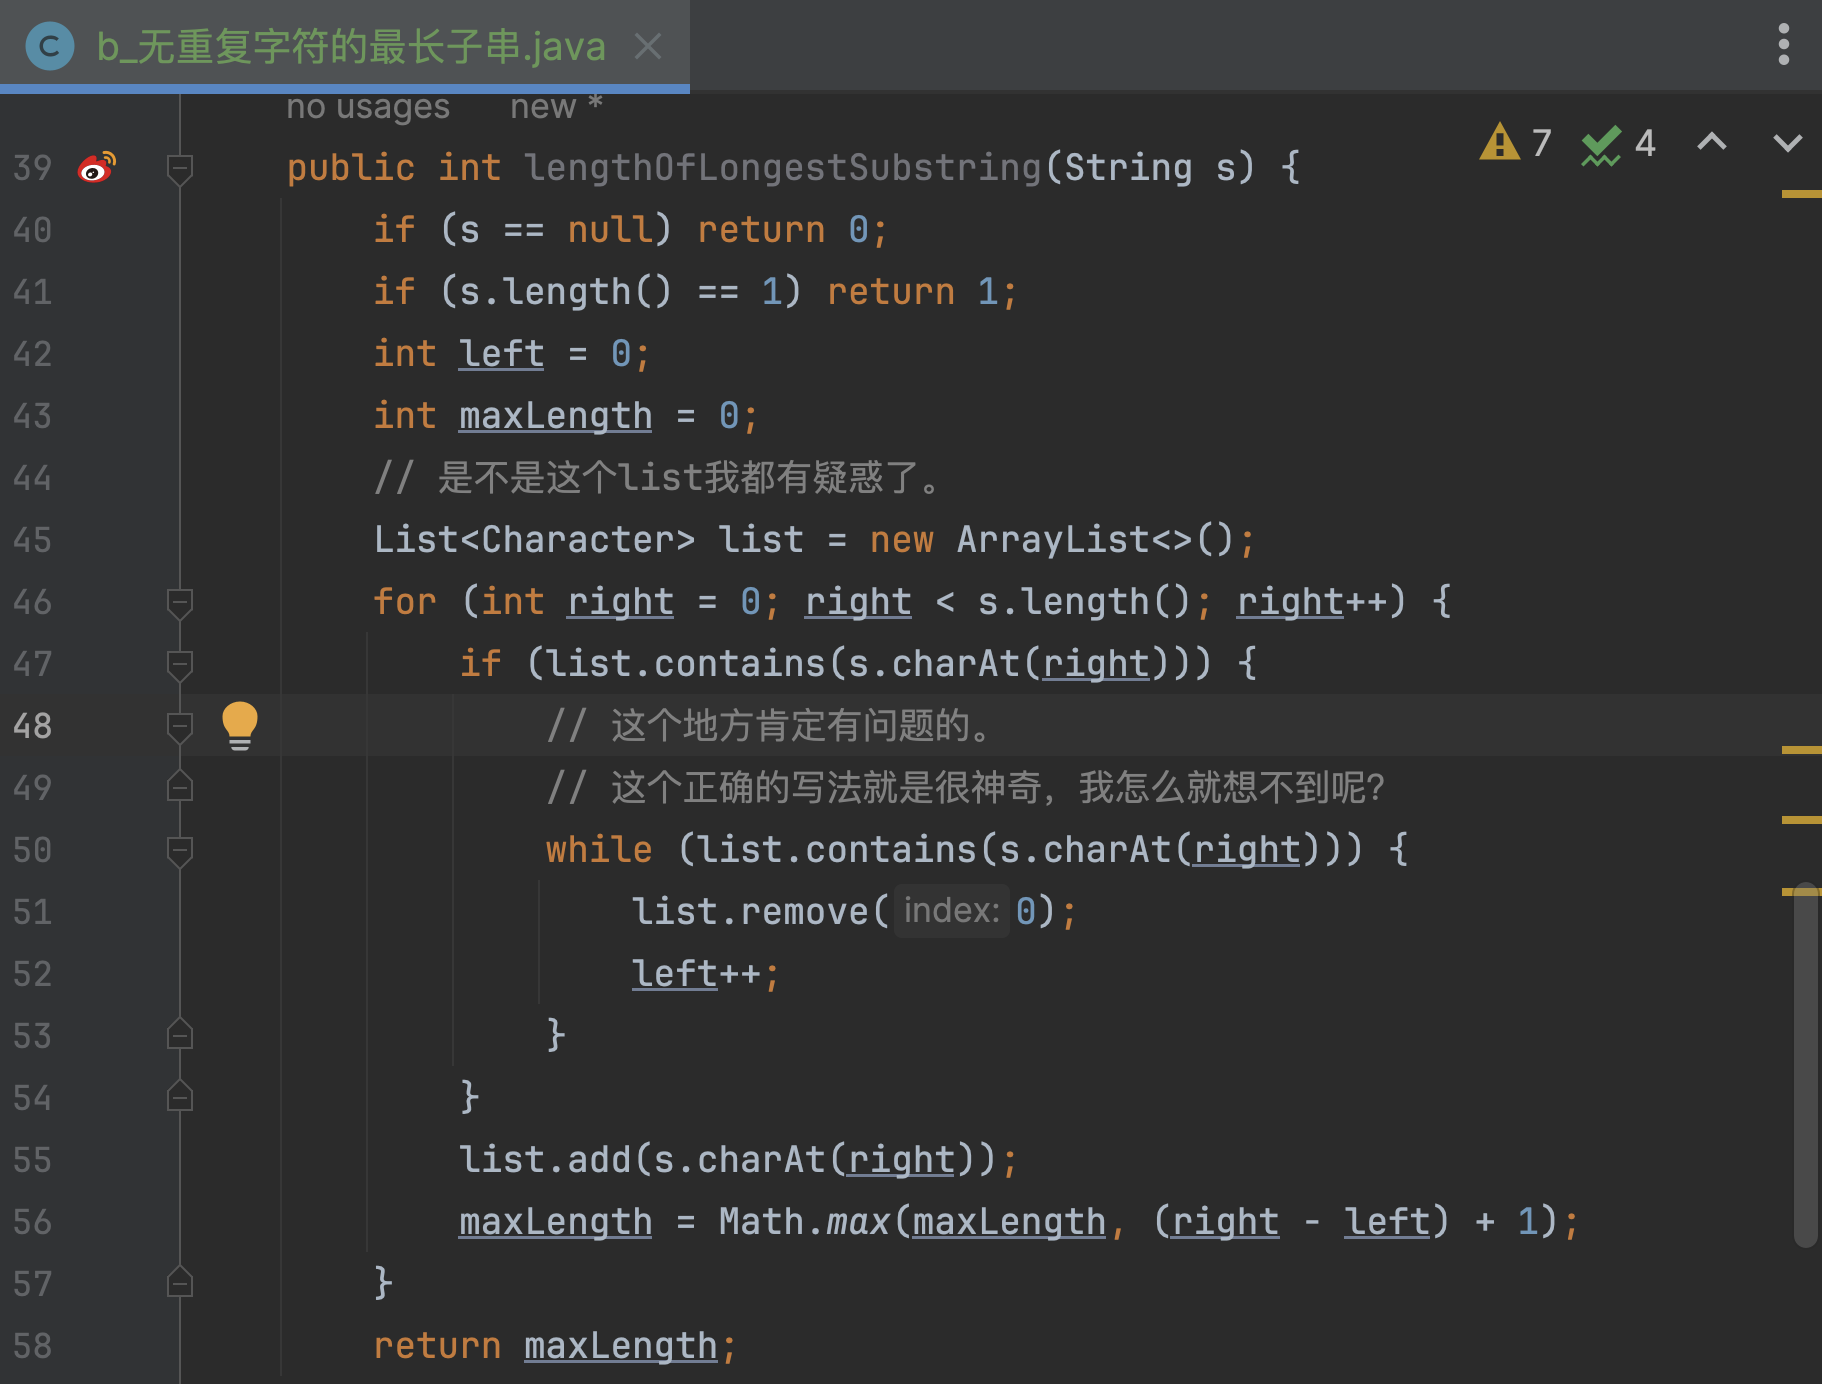 b_无重复字符的最长子串.java
no usages new *
7 4
39 public int lengthOfLongestSubstring(String s) {
40 if (s == null) return 0;
41 if (s.length() == 1) return 1;
42 int left = 0;
43 int maxLength = 0;
44 // 是不是这个list我都有疑惑了。
45 List<Character> list = new ArrayList<>();
46 for (int right = 0; right < s.length(); right++) {
47 if (list.contains(s.charAt(right))) {
48 // 这个地方肯定有问题的。
49 // 这个正确的写法就是很神奇，我怎么就想不到呢?
50 while (list.contains(s.charAt(right))) {
51 list.remove( index: 0);
52 left++;
53 }
54 }
55 list.add(s.charAt(right));
56 maxLength = Math.max(maxLength, (right - left) + 1);
57 }
58 return maxLength;